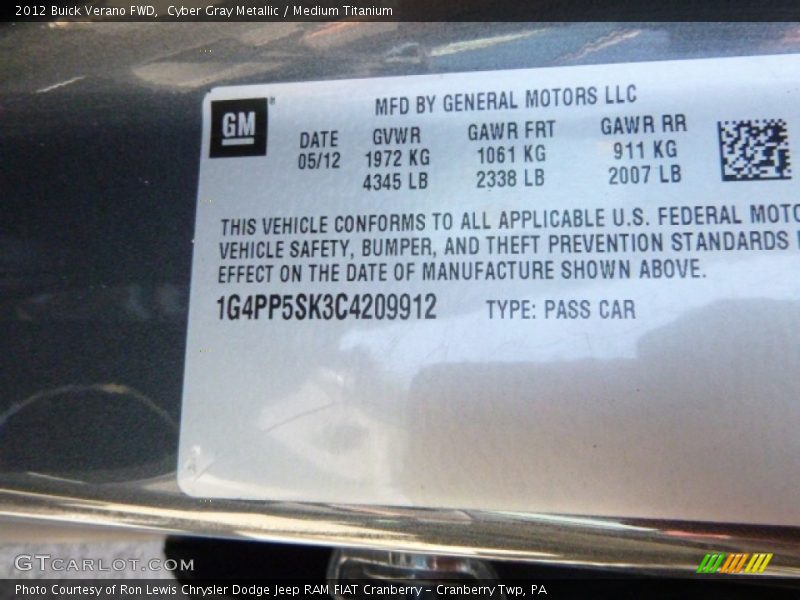 2012 Buick Verano FWD,  Cyber Gray Metallic / Medium Titanium
GM
MFD BY GENERAL MOTORS LLC
DATE GVWR GAWR FRT GAWR RR
05/12 1972 KG 1061 KG 911 KG
4345 LB 2338 LB 2007 LB
THIS VEHICLE CONFORMS TO ALL APPLICABLE U.S. FEDERAL MOTO
VEHICLE SAFETY, BUMPER, AND THEFT PREVENTION STANDARDS
EFFECT ON THE DATE OF MANUFACTURE SHOWN ABOVE.
1G4PP5SK3C4209912 TYPE: PASS CAR
GTCARLOT.COM
Photo Courtesy of Ron Lewis Chrysler Dodge Jeep RAM FIAT Cranberry - Cranberry Twp, PA